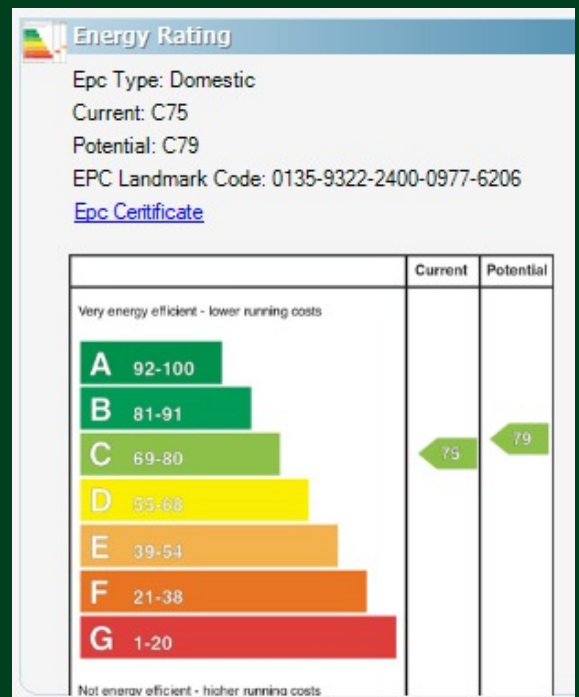 Energy Rating
Epc Type: Domestic
Current: C75
Potential: C79
EPC Landmark Code: 0135-9322-2400-0977-6206
Epc Ceritificate
Current Potential
Very energy efficient - lower running costs
A 92-100
B 81-91
79
C 69-80
75
D 55-68
E 39-54
F 21-38
G 1-20
Not energy efficient - higher running costs